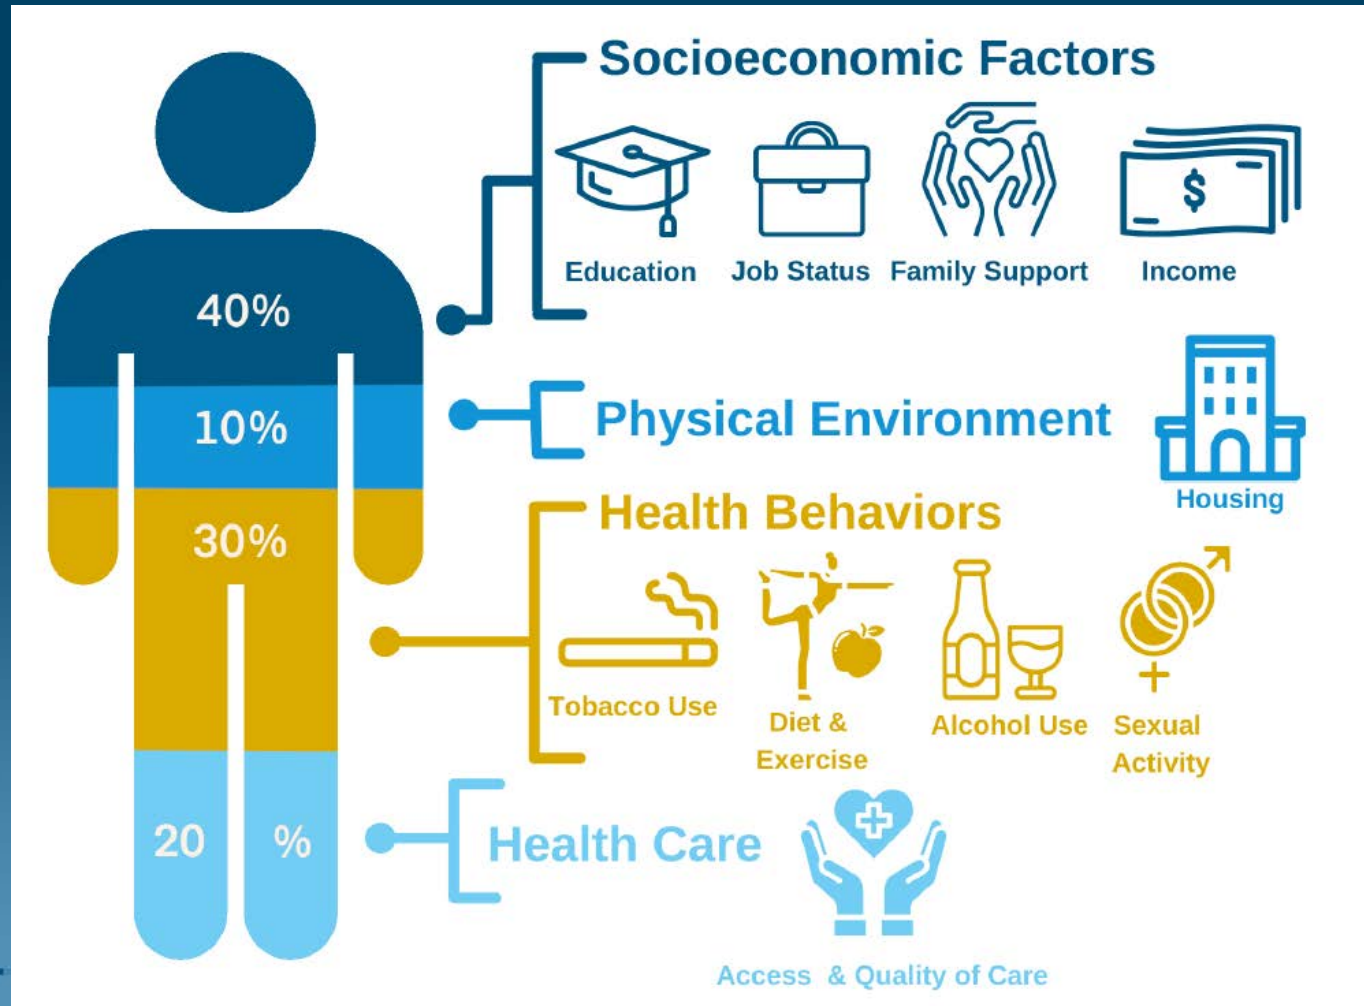 Socioeconomic Factors
Education
Job Status
Family Support
$
Income
40%
10%
Physical Environment
Housing
30%
Health Behaviors
Tobacco Use
Diet &
Exercise
Alcohol Use
Sexual
Activity
20 %
Health Care
Access & Quality of Care